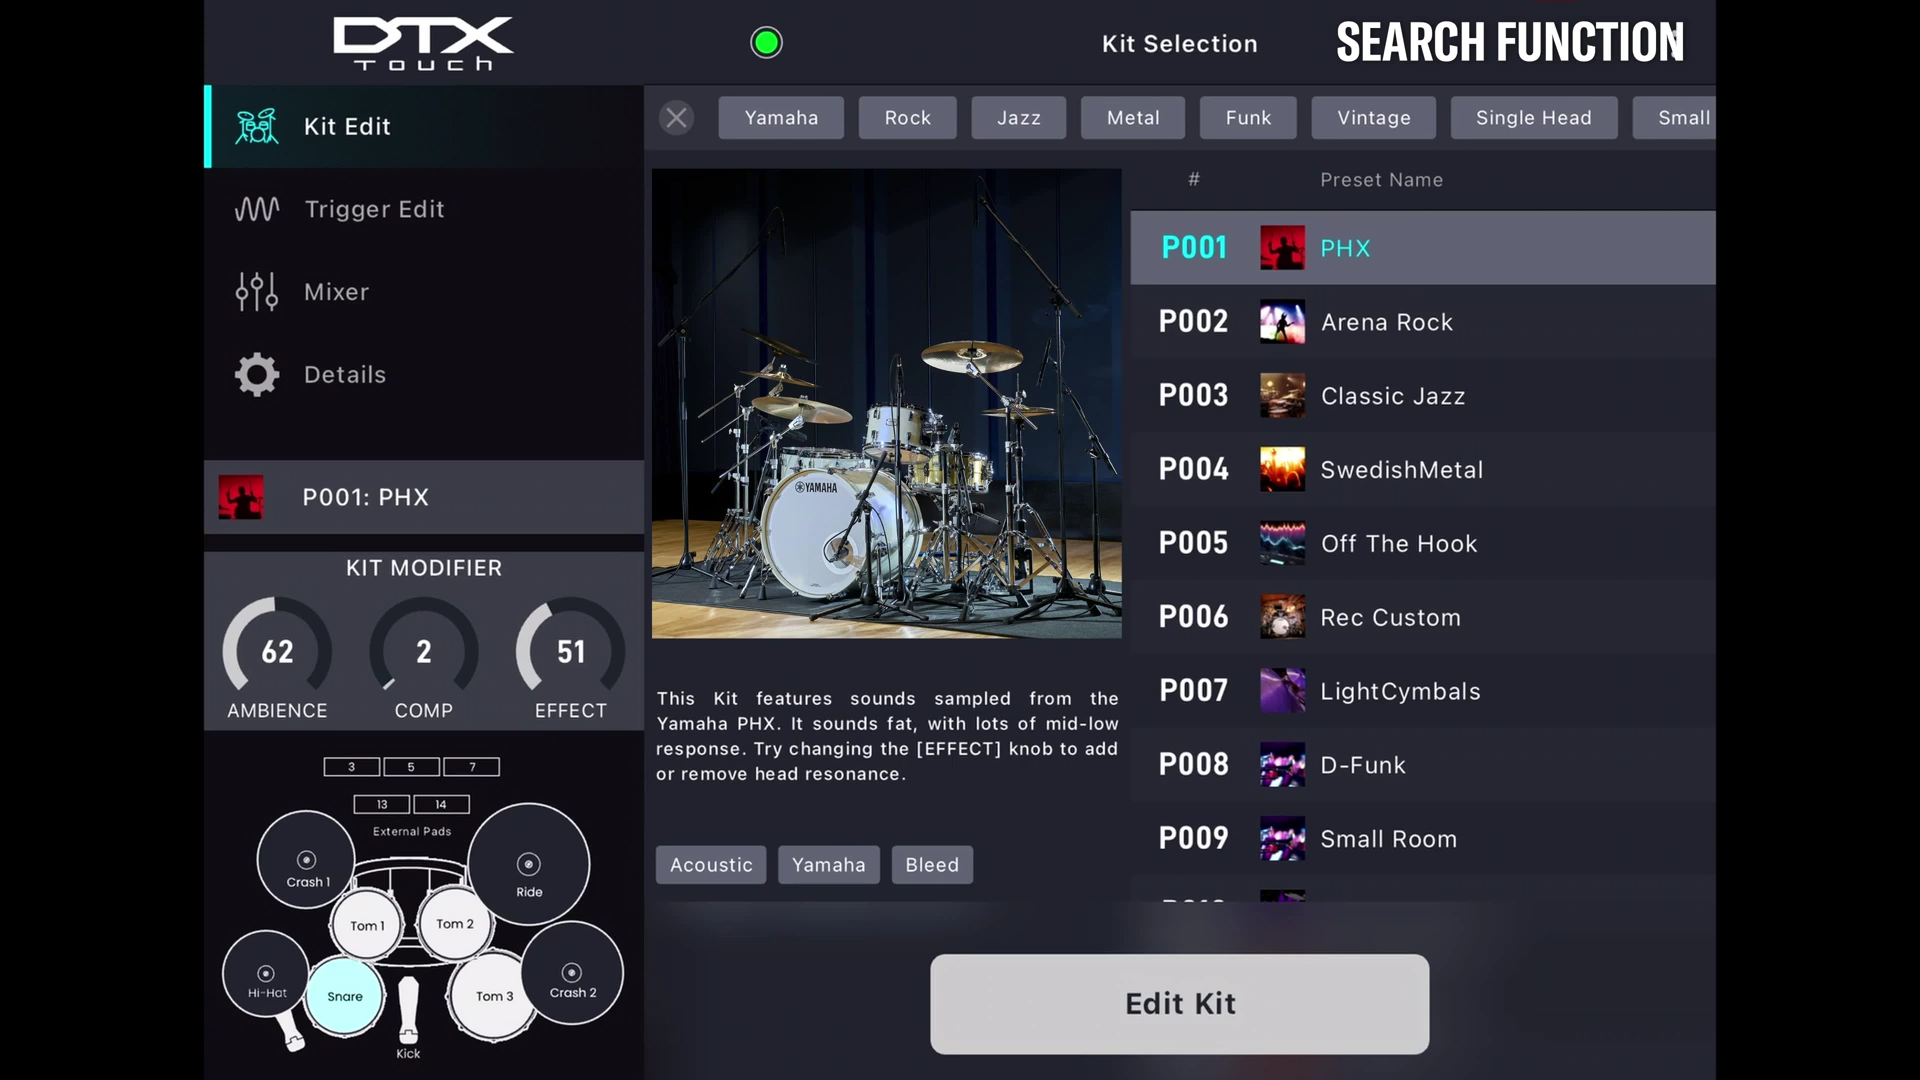 DTX
TOUCH
Kit Selection
SEARCH FUNCTION
Kit Edit
Trigger Edit
Mixer
Details
P001: PHX
KIT MODIFIER
62
2
51
AMBIENCE
COMP
EFFECT
3
5
7
13
14
External Pads
Crash 1
Ride
Tom 1
Tom 2
Hi-Hat
Snare
Tom 3
Crash 2
Kick
Yamaha
Rock
Jazz
Metal
Funk
Vintage
Single Head
Small
YAMAHA
This Kit features sounds sampled from the
Yamaha PHX. It sounds fat, with lots of mid-low
response. Try changing the [EFFECT] knob to add
or remove head resonance.
Acoustic
Yamaha
Bleed
# Preset Name
P001 PHX
P002 Arena Rock
P003 Classic Jazz
P004 SwedishMetal
P005 Off The Hook
P006 Rec Custom
P007 LightCymbals
P008 D-Funk
P009 Small Room
Edit Kit